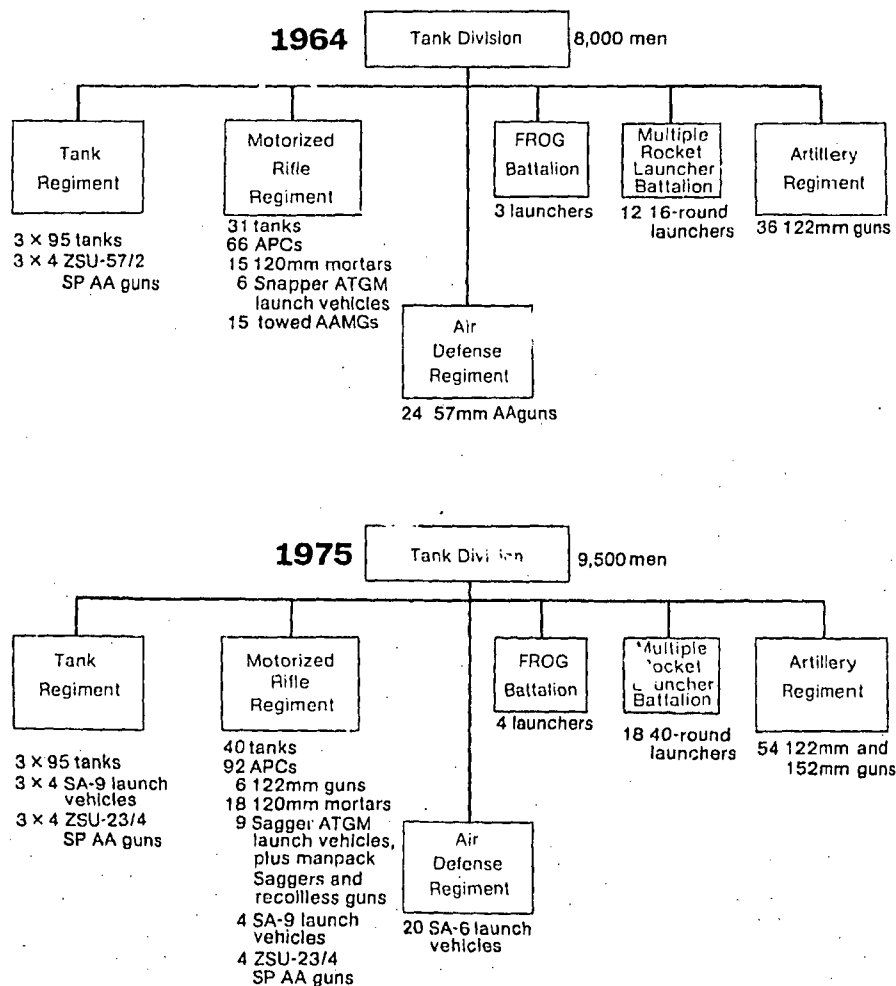 1964
Tank Division
8,000 men
Tank
Regiment
3 × 95 tanks
3 × 4 ZSU-57/2
SP AA guns
Motorized
Rifle
Regiment
31 tanks
66 APCs
15 120mm mortars
6 Snapper ATGM
launch vehicles
15 towed AAMGs
Air
Defense
Regiment
24 57mm AAguns
FROG
Battalion
3 launchers
Multiple
Rocket
Launcher
Battalion
12 16-round
launchers
Artillery
Regiment
36 122mm guns
1975
Tank Division
9,500 men
Tank
Regiment
3 × 95 tanks
3 × 4 SA-9 launch
vehicles
3 × 4 ZSU-23/4
SP AA guns
Motorized
Rifle
Regiment
40 tanks
92 APCs
6 122mm guns
18 120mm mortars
9 Sagger ATGM
launch vehicles,
plus manpack
Saggers and
recoilless guns
4 SA-9 launch
vehicles
4 ZSU-23/4
SP AA guns
Air
Defense
Regiment
20 SA-6 launch
vehicles
FROG
Battalion
4 launchers
Multiple
Rocket
Launcher
Battalion
18 40-round
launchers
Artillery
Regiment
54 122mm and
152mm guns